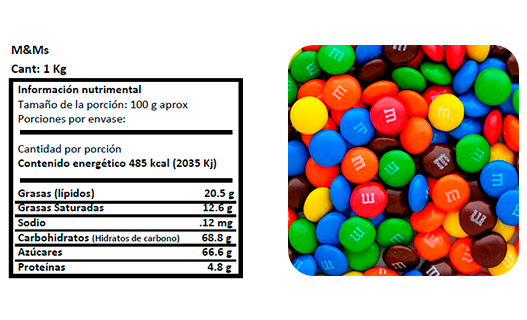 M&Ms
Cant: 1 Kg
Información nutrimental
Tamaño de la porción: 100 g aprox
Porciones por envase:
Cantidad por porción
Contenido energético 485 kcal (2035 Kj)
Grasas (lípidos) 20.5 g
Grasas Saturadas 12.6 g
Sodio .12 mg
Carbohidratos (Hidratos de carbono) 68.8 g
Azúcares 66.6 g
Proteínas 4.8 g
m
m
m
m
m
m
m
m